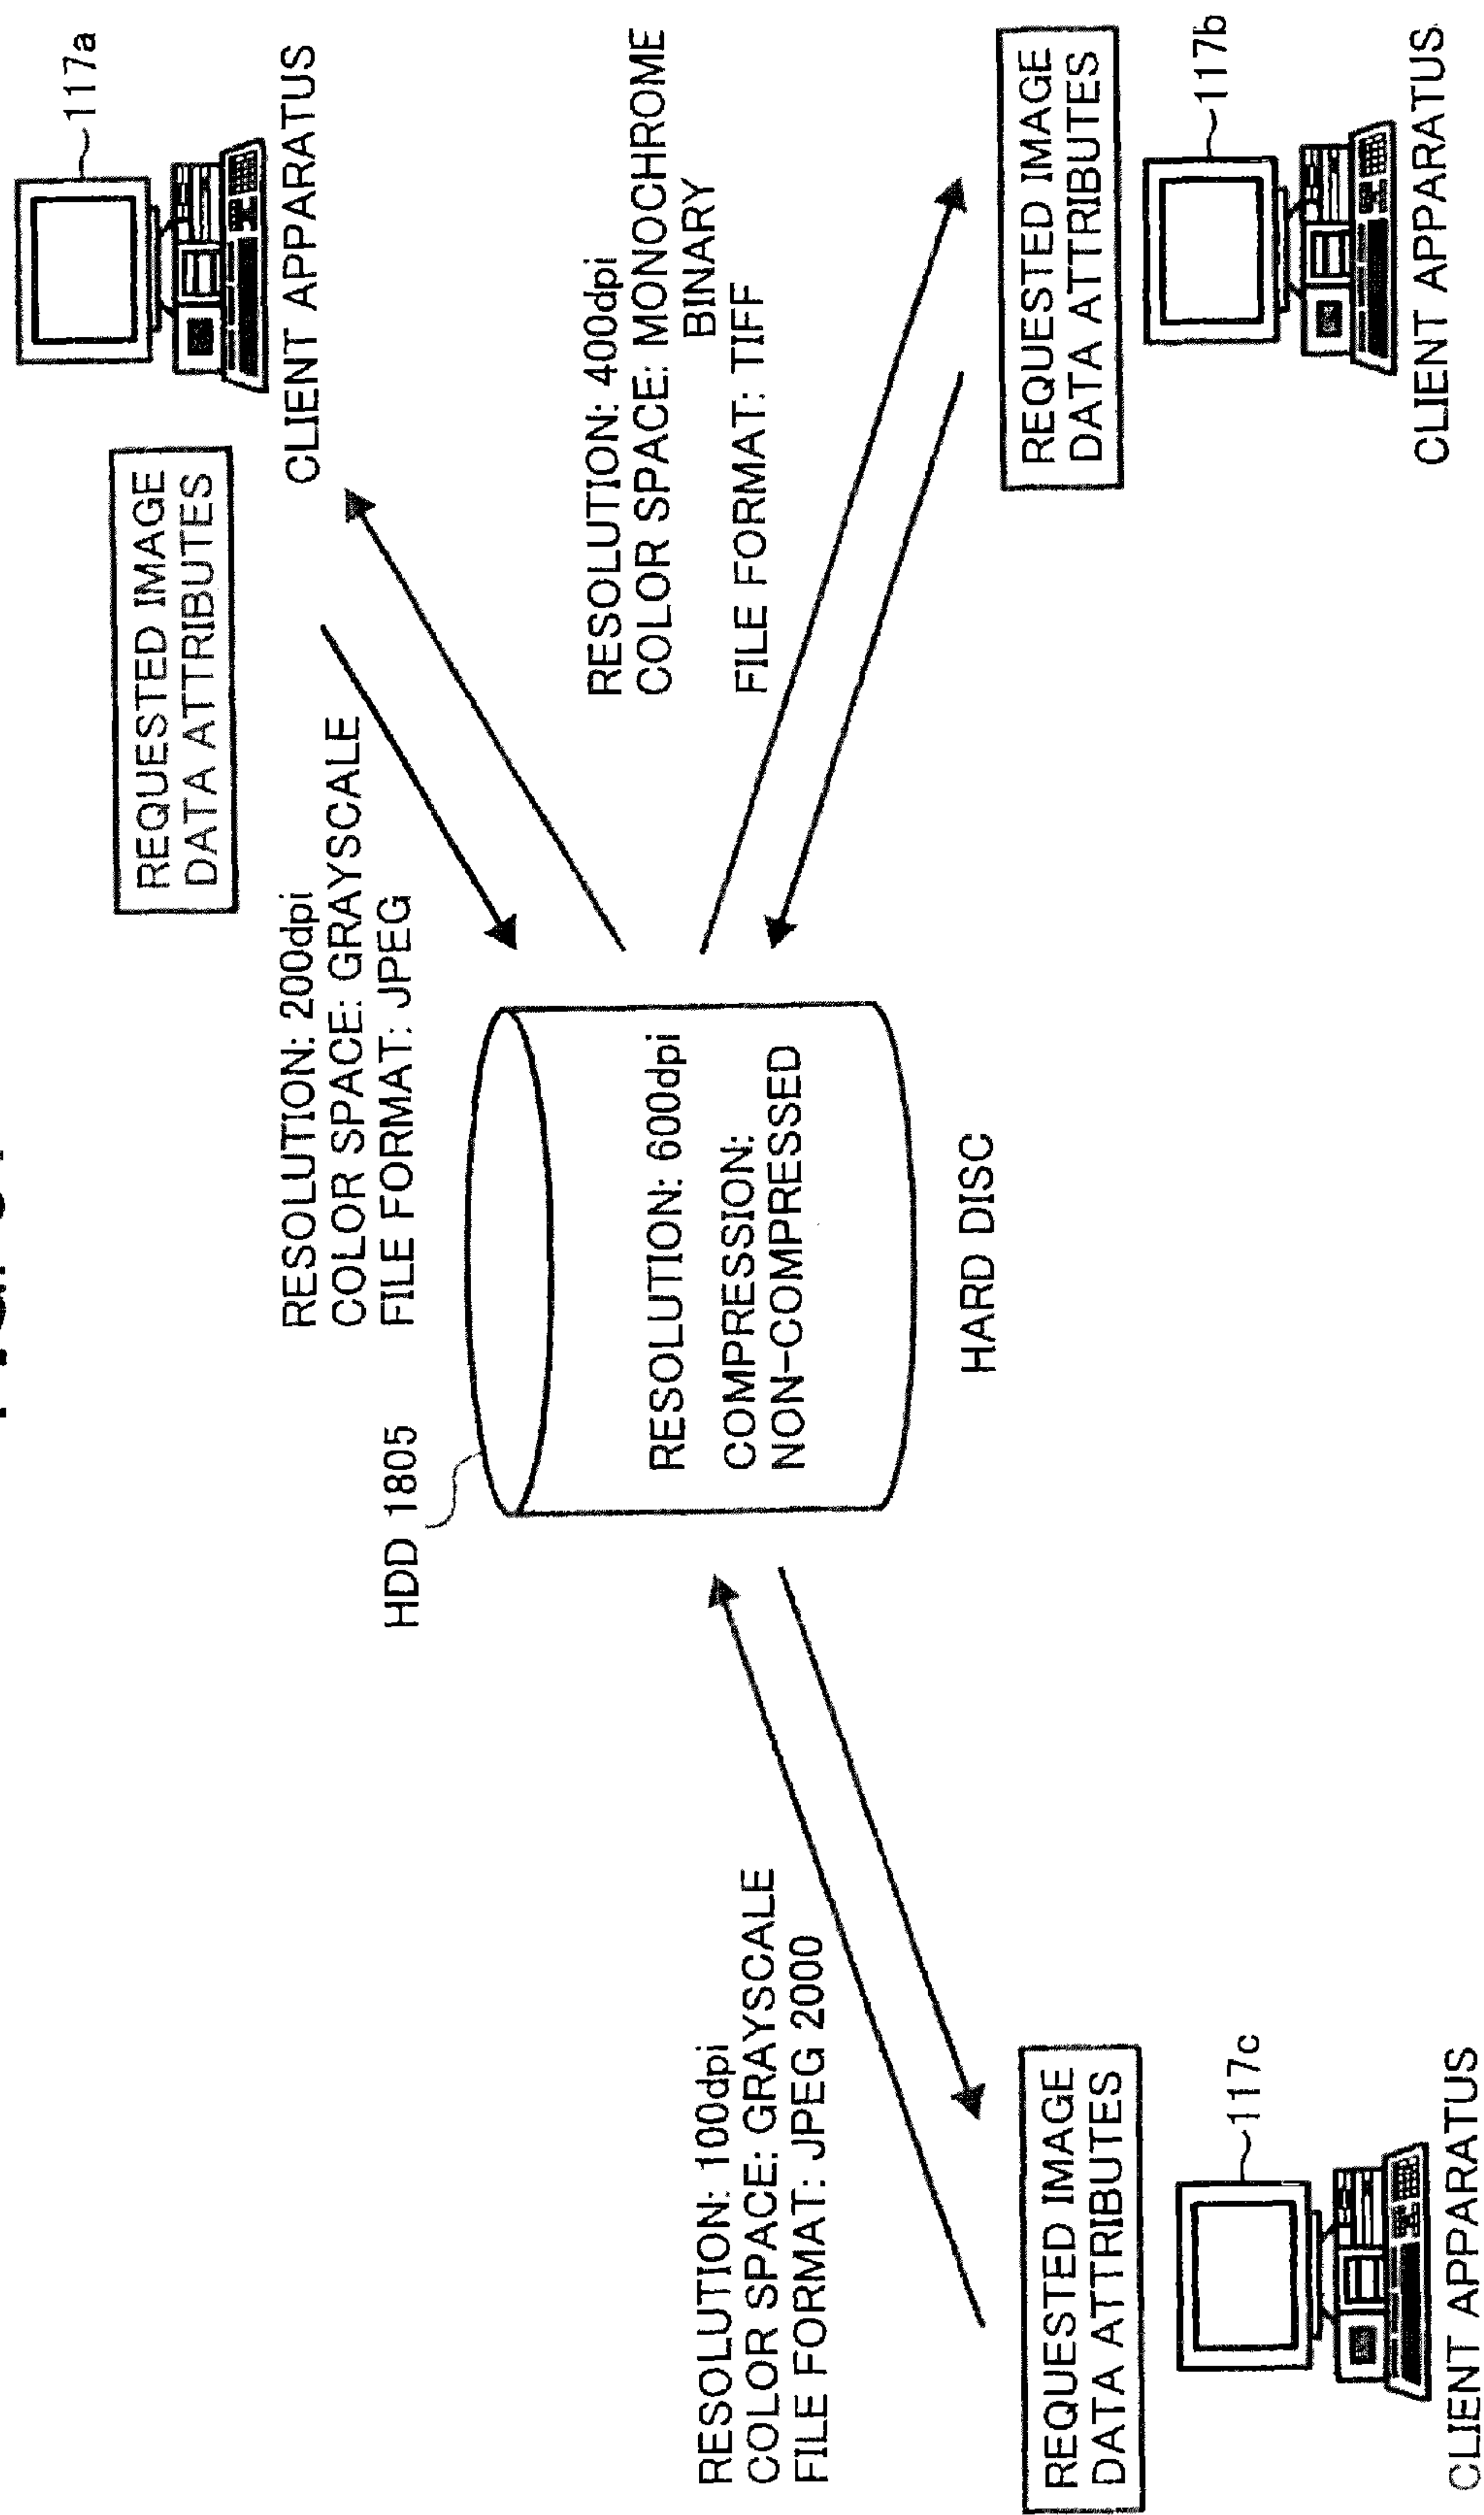 117a
CLIENT APPARATUS
REQUESTED IMAGE
DATA ATTRIBUTES
RESOLUTION: 200dpi
COLOR SPACE: GRAYSCALE
FILE FORMAT: JPEG
HDD 1805
RESOLUTION: 600dpi
COMPRESSION:
NON-COMPRESSED
HARD DISC
RESOLUTION: 400dpi
COLOR SPACE: MONOCHROME
BINARY
FILE FORMAT: TIFF
REQUESTED IMAGE
DATA ATTRIBUTES
117b
CLIENT APPARATUS
RESOLUTION: 100dpi
COLOR SPACE: GRAYSCALE
FILE FORMAT: JPEG 2000
REQUESTED IMAGE
DATA ATTRIBUTES
117c
CLIENT APPARATUS